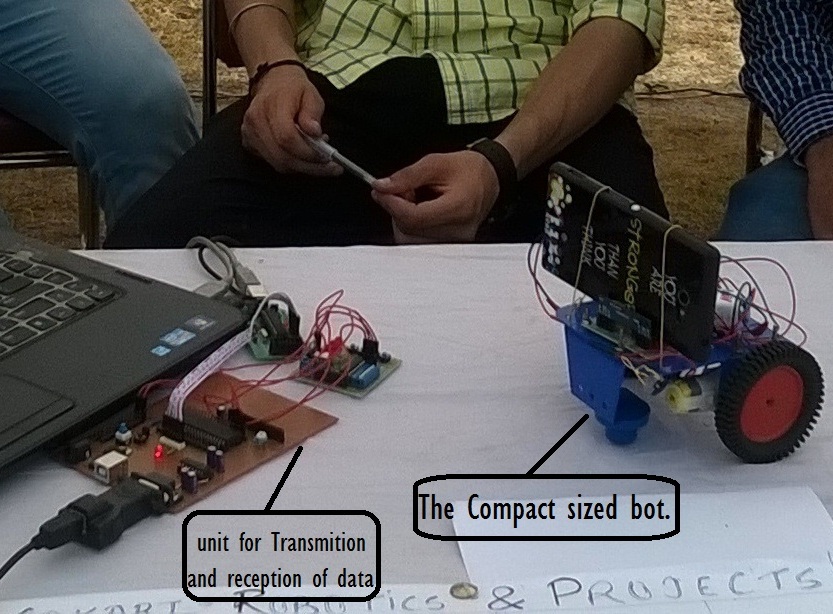 YOU
ARE
STRONGER
THAN
YOU
THINK
The Compact sized bot.
unit for Transmition
and reception of data
ROBOTICS & PROJECTS